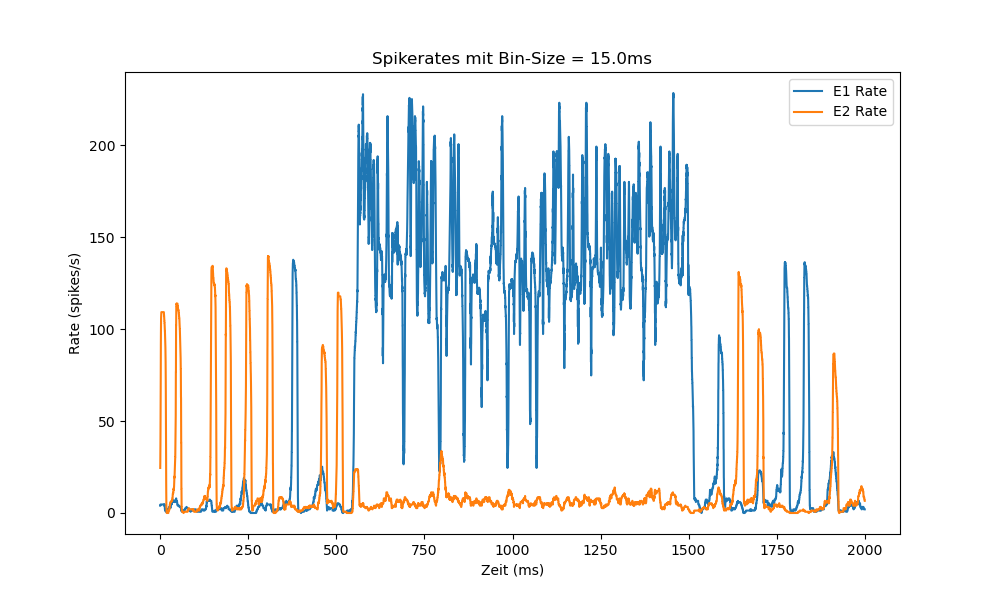 Spikerates mit Bin-Size = 15.0ms
E1 Rate
E2 Rate
Rate (spikes/s)
200
150
100
50
0
0 250 500 750 1000 1250 1500 1750 2000
Zeit (ms)